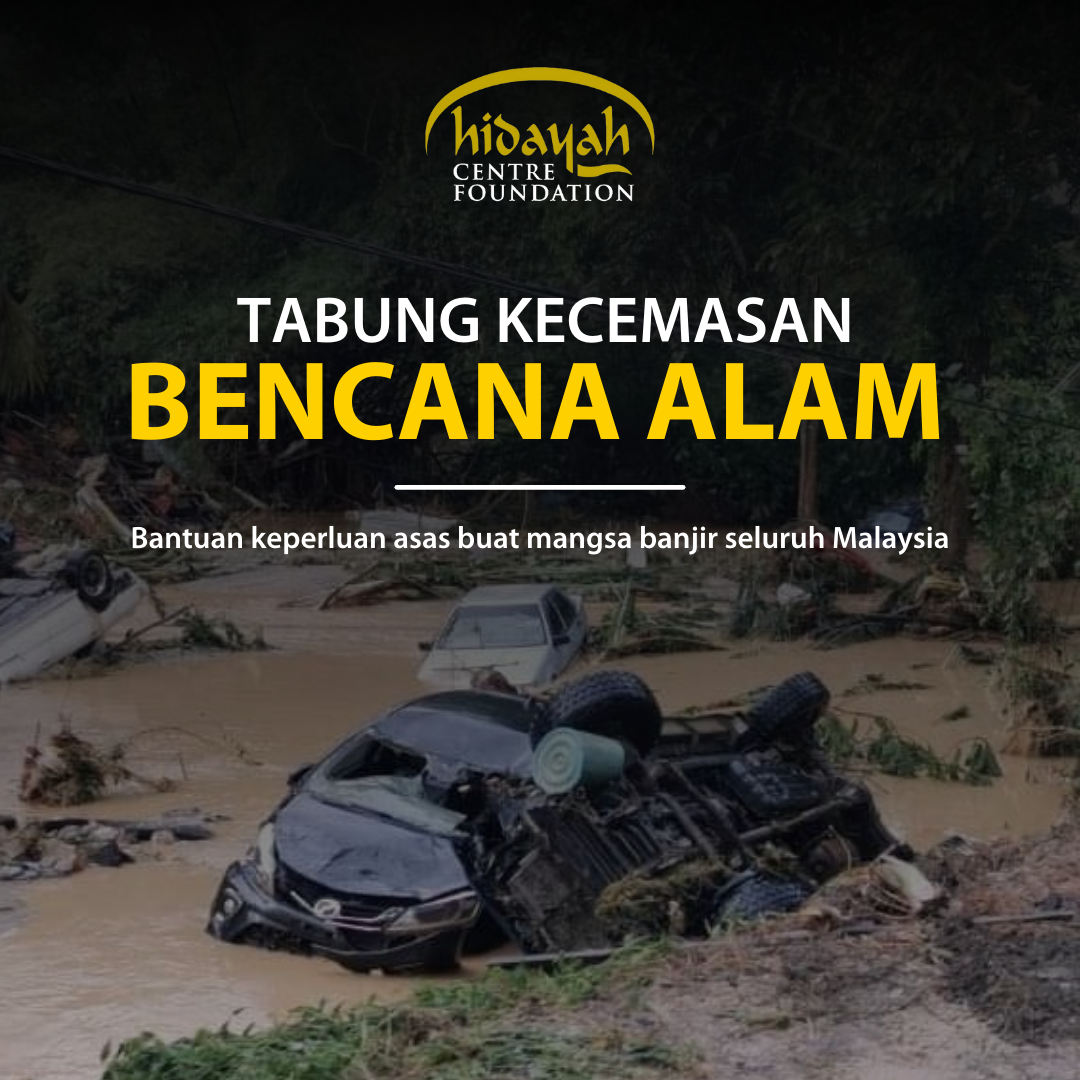 hidayah
CENTRE
FOUNDATION
TABUNG KECEMASAN
BENCANA ALAM
Bantuan keperluan asas buat mangsa banjir seluruh Malaysia